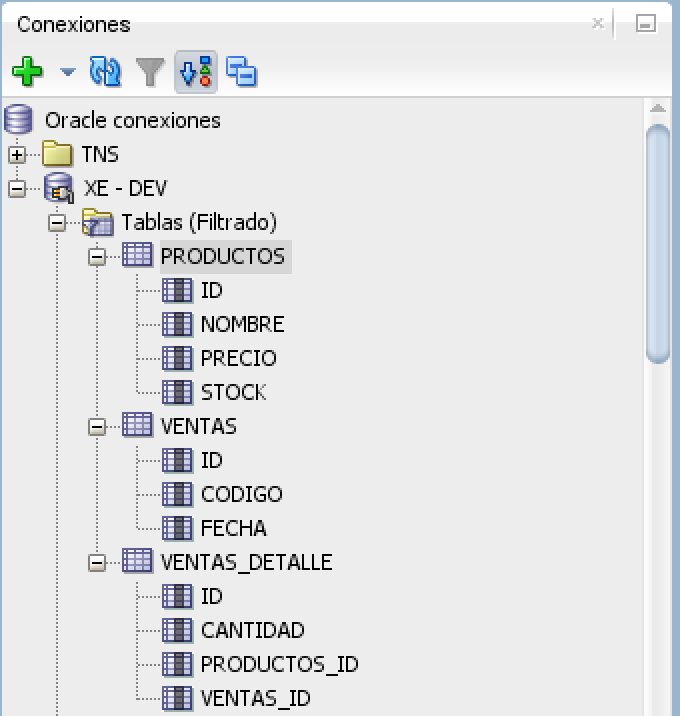 Conexiones
Oracle conexiones
TNS
XE - DEV
Tablas (Filtrado)
PRODUCTOS
ID
NOMBRE
PRECIO
STOCK
VENTAS
ID
CODIGO
FECHA
VENTAS_DETALLE
ID
CANTIDAD
PRODUCTOS_ID
VENTAS_ID